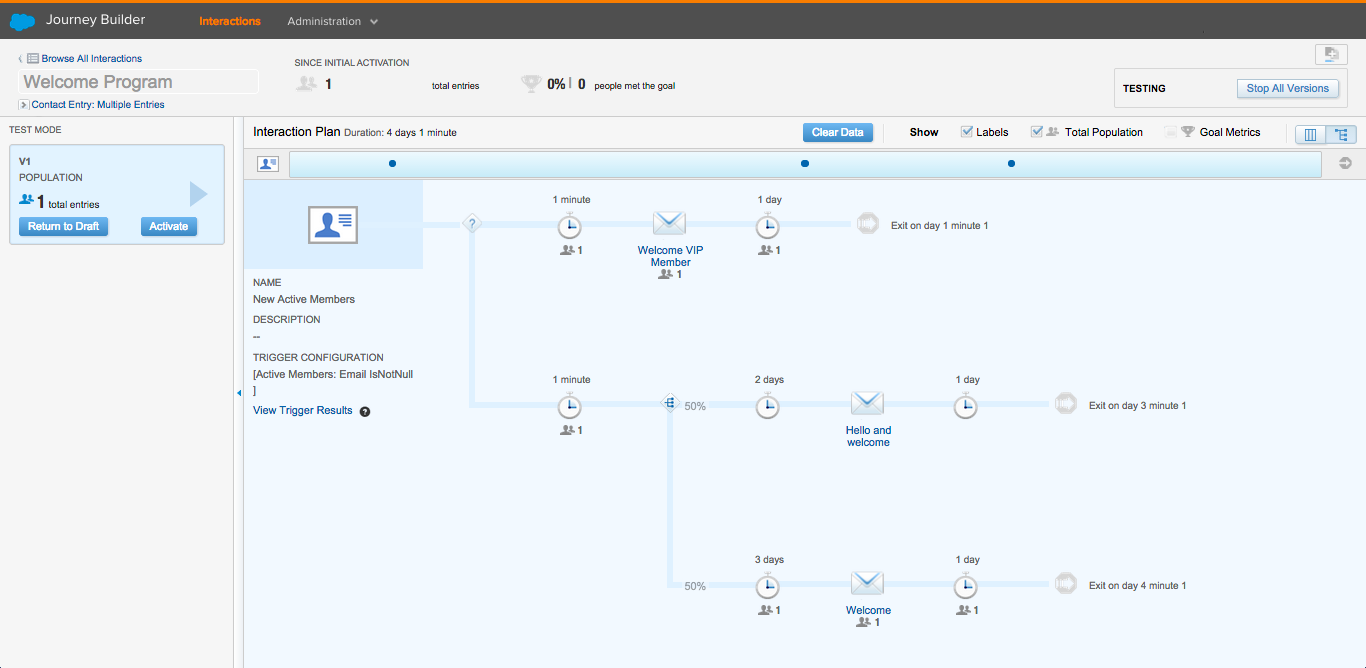 Journey Builder
Interactions
Administration
Browse All Interactions
Welcome Program
Contact Entry: Multiple Entries
SINCE INITIAL ACTIVATION
1 total entries
0% | 0 people met the goal
TESTING
Stop All Versions
TEST MODE
V1
POPULATION
1 total entries
Return to Draft
Activate
Interaction Plan Duration: 4 days 1 minute
Clear Data
Show
Labels
Total Population
Goal Metrics
NAME
New Active Members
DESCRIPTION
--
TRIGGER CONFIGURATION
[Active Members: Email IsNotNull
]
View Trigger Results ?
?
1 minute
1
Welcome VIP
Member
1
1 day
1
Exit on day 1 minute 1
1 minute
1
50%
2 days
Hello and
welcome
1 day
Exit on day 3 minute 1
50%
3 days
1
Welcome
1
1 day
1
Exit on day 4 minute 1